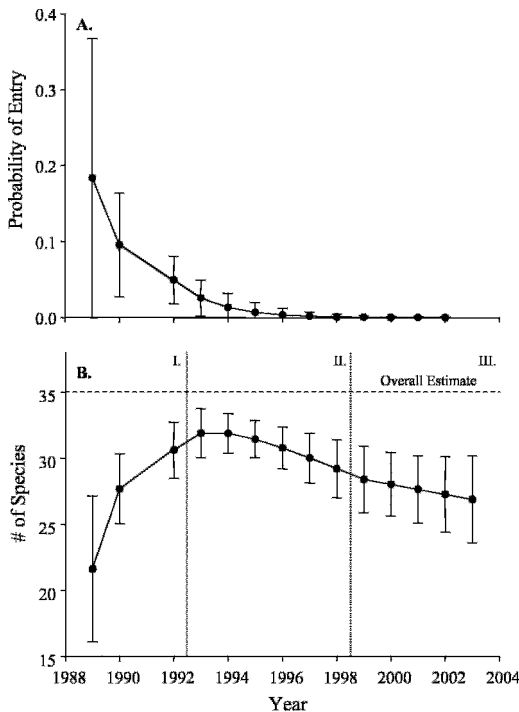 A.
0.4
0.3
0.2
0.1
0.0
Probability of Entry
B.
I.
II.
III.
Overall Estimate
35
30
25
20
15
# of Species
1988 1990 1992 1994 1996 1998 2000 2002 2004
Year